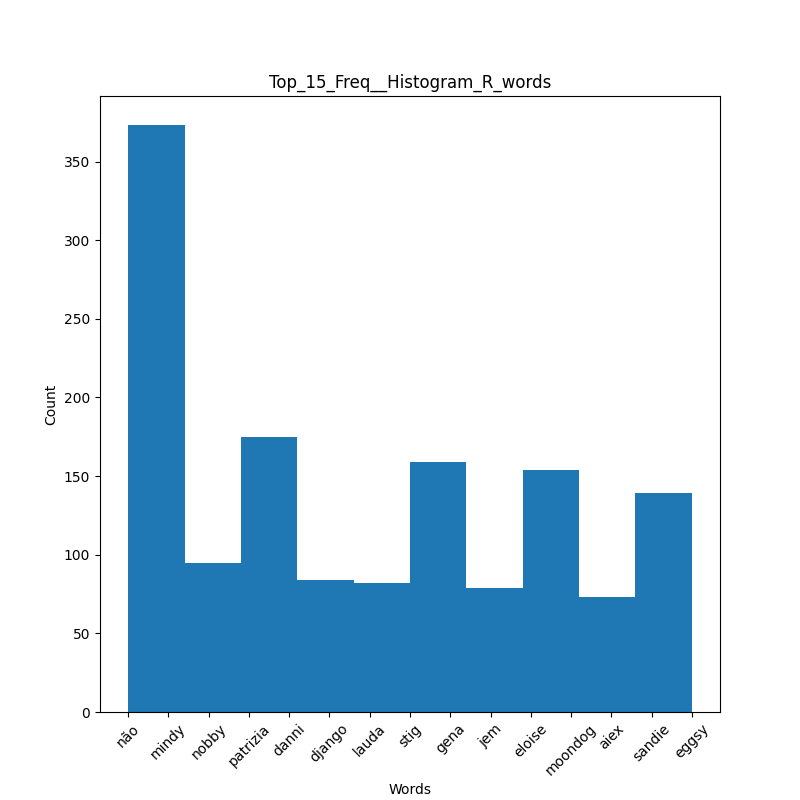 Top_15_Freq__Histogram_R_words
350
300
250
200
150
100
50
0
Count
não
mindy
nobby
patrizia
danni
django
lauda
stig
gena
jem
eloise
moondog
aiex
sandie
eggsy
Words